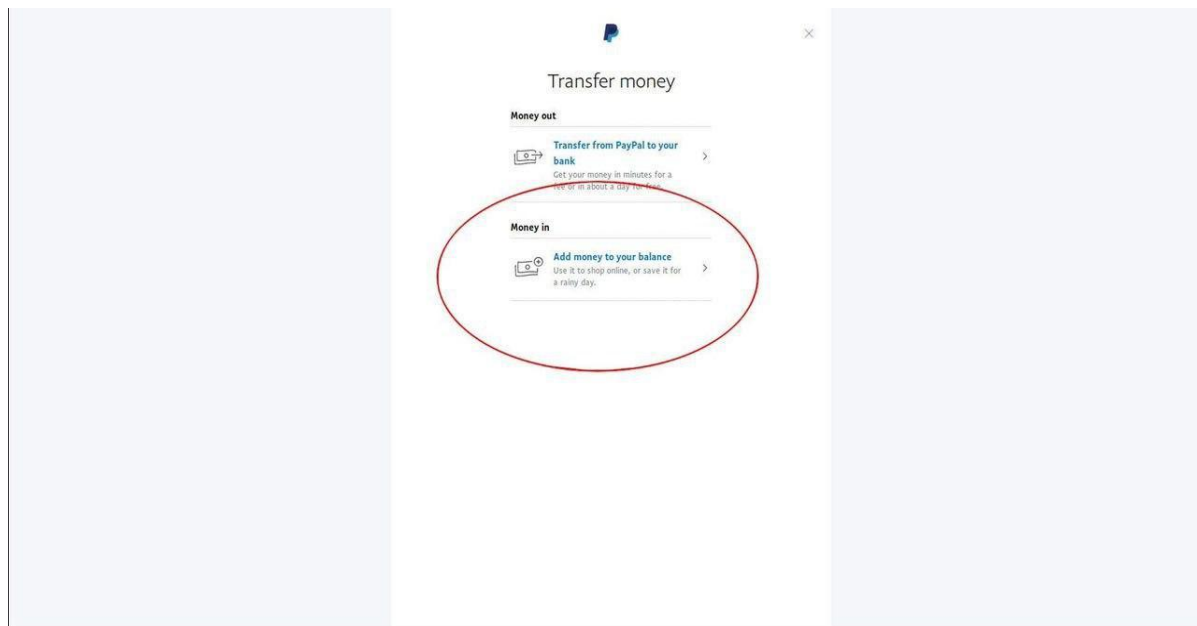 Transfer money
Money out
Transfer from PayPal to your
bank
Get your money in minutes for a
fee or in about a day for free.
Money in
Add money to your balance
Use it to shop online, or save it for
a rainy day.